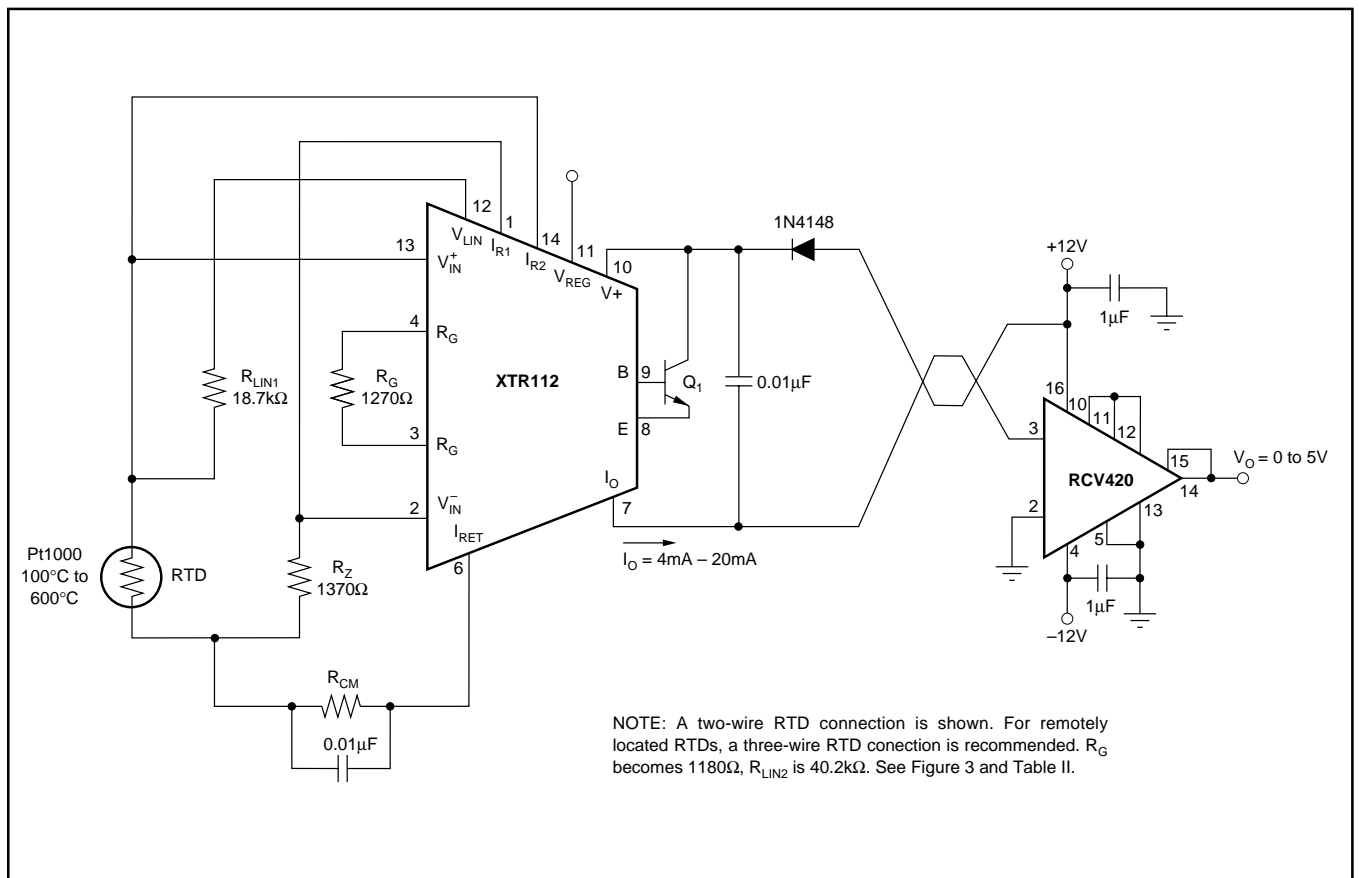 12
1
14
11
10
13
V_LIN
I_R1
I_R2
V_REG
V+
V_IN^+
4
R_G
R_G
1270Ω
3
R_G
XTR112
B
9
Q_1
E
8
I_O
7
2
V_IN^–
I_RET
6
R_LIN1
18.7kΩ
R_Z
1370Ω
Pt1000
100°C to
600°C
RTD
R_CM
0.01µF
I_O = 4mA – 20mA
0.01µF
1N4148
+12V
1µF
16
10
11
12
3
15
RCV420
14
V_O = 0 to 5V
2
13
5
4
1µF
–12V
NOTE: A two-wire RTD connection is shown. For remotely
located RTDs, a three-wire RTD conection is recommended. R_G
becomes 1180Ω, R_LIN2 is 40.2kΩ. See Figure 3 and Table II.